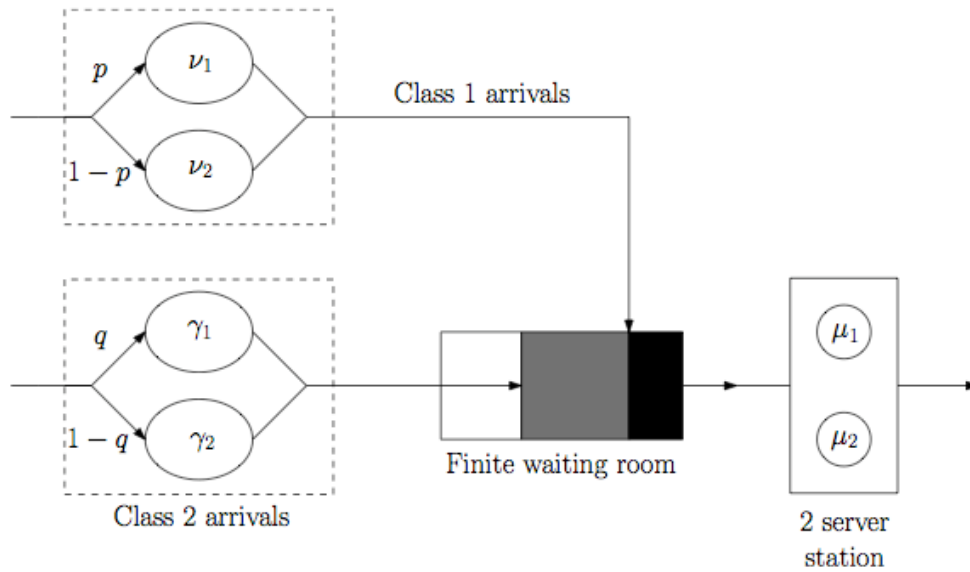 p
ν₁
Class 1 arrivals
1 − p
ν₂
q
γ₁
μ₁
1 − q
γ₂
μ₂
Finite waiting room
Class 2 arrivals
2 server
station